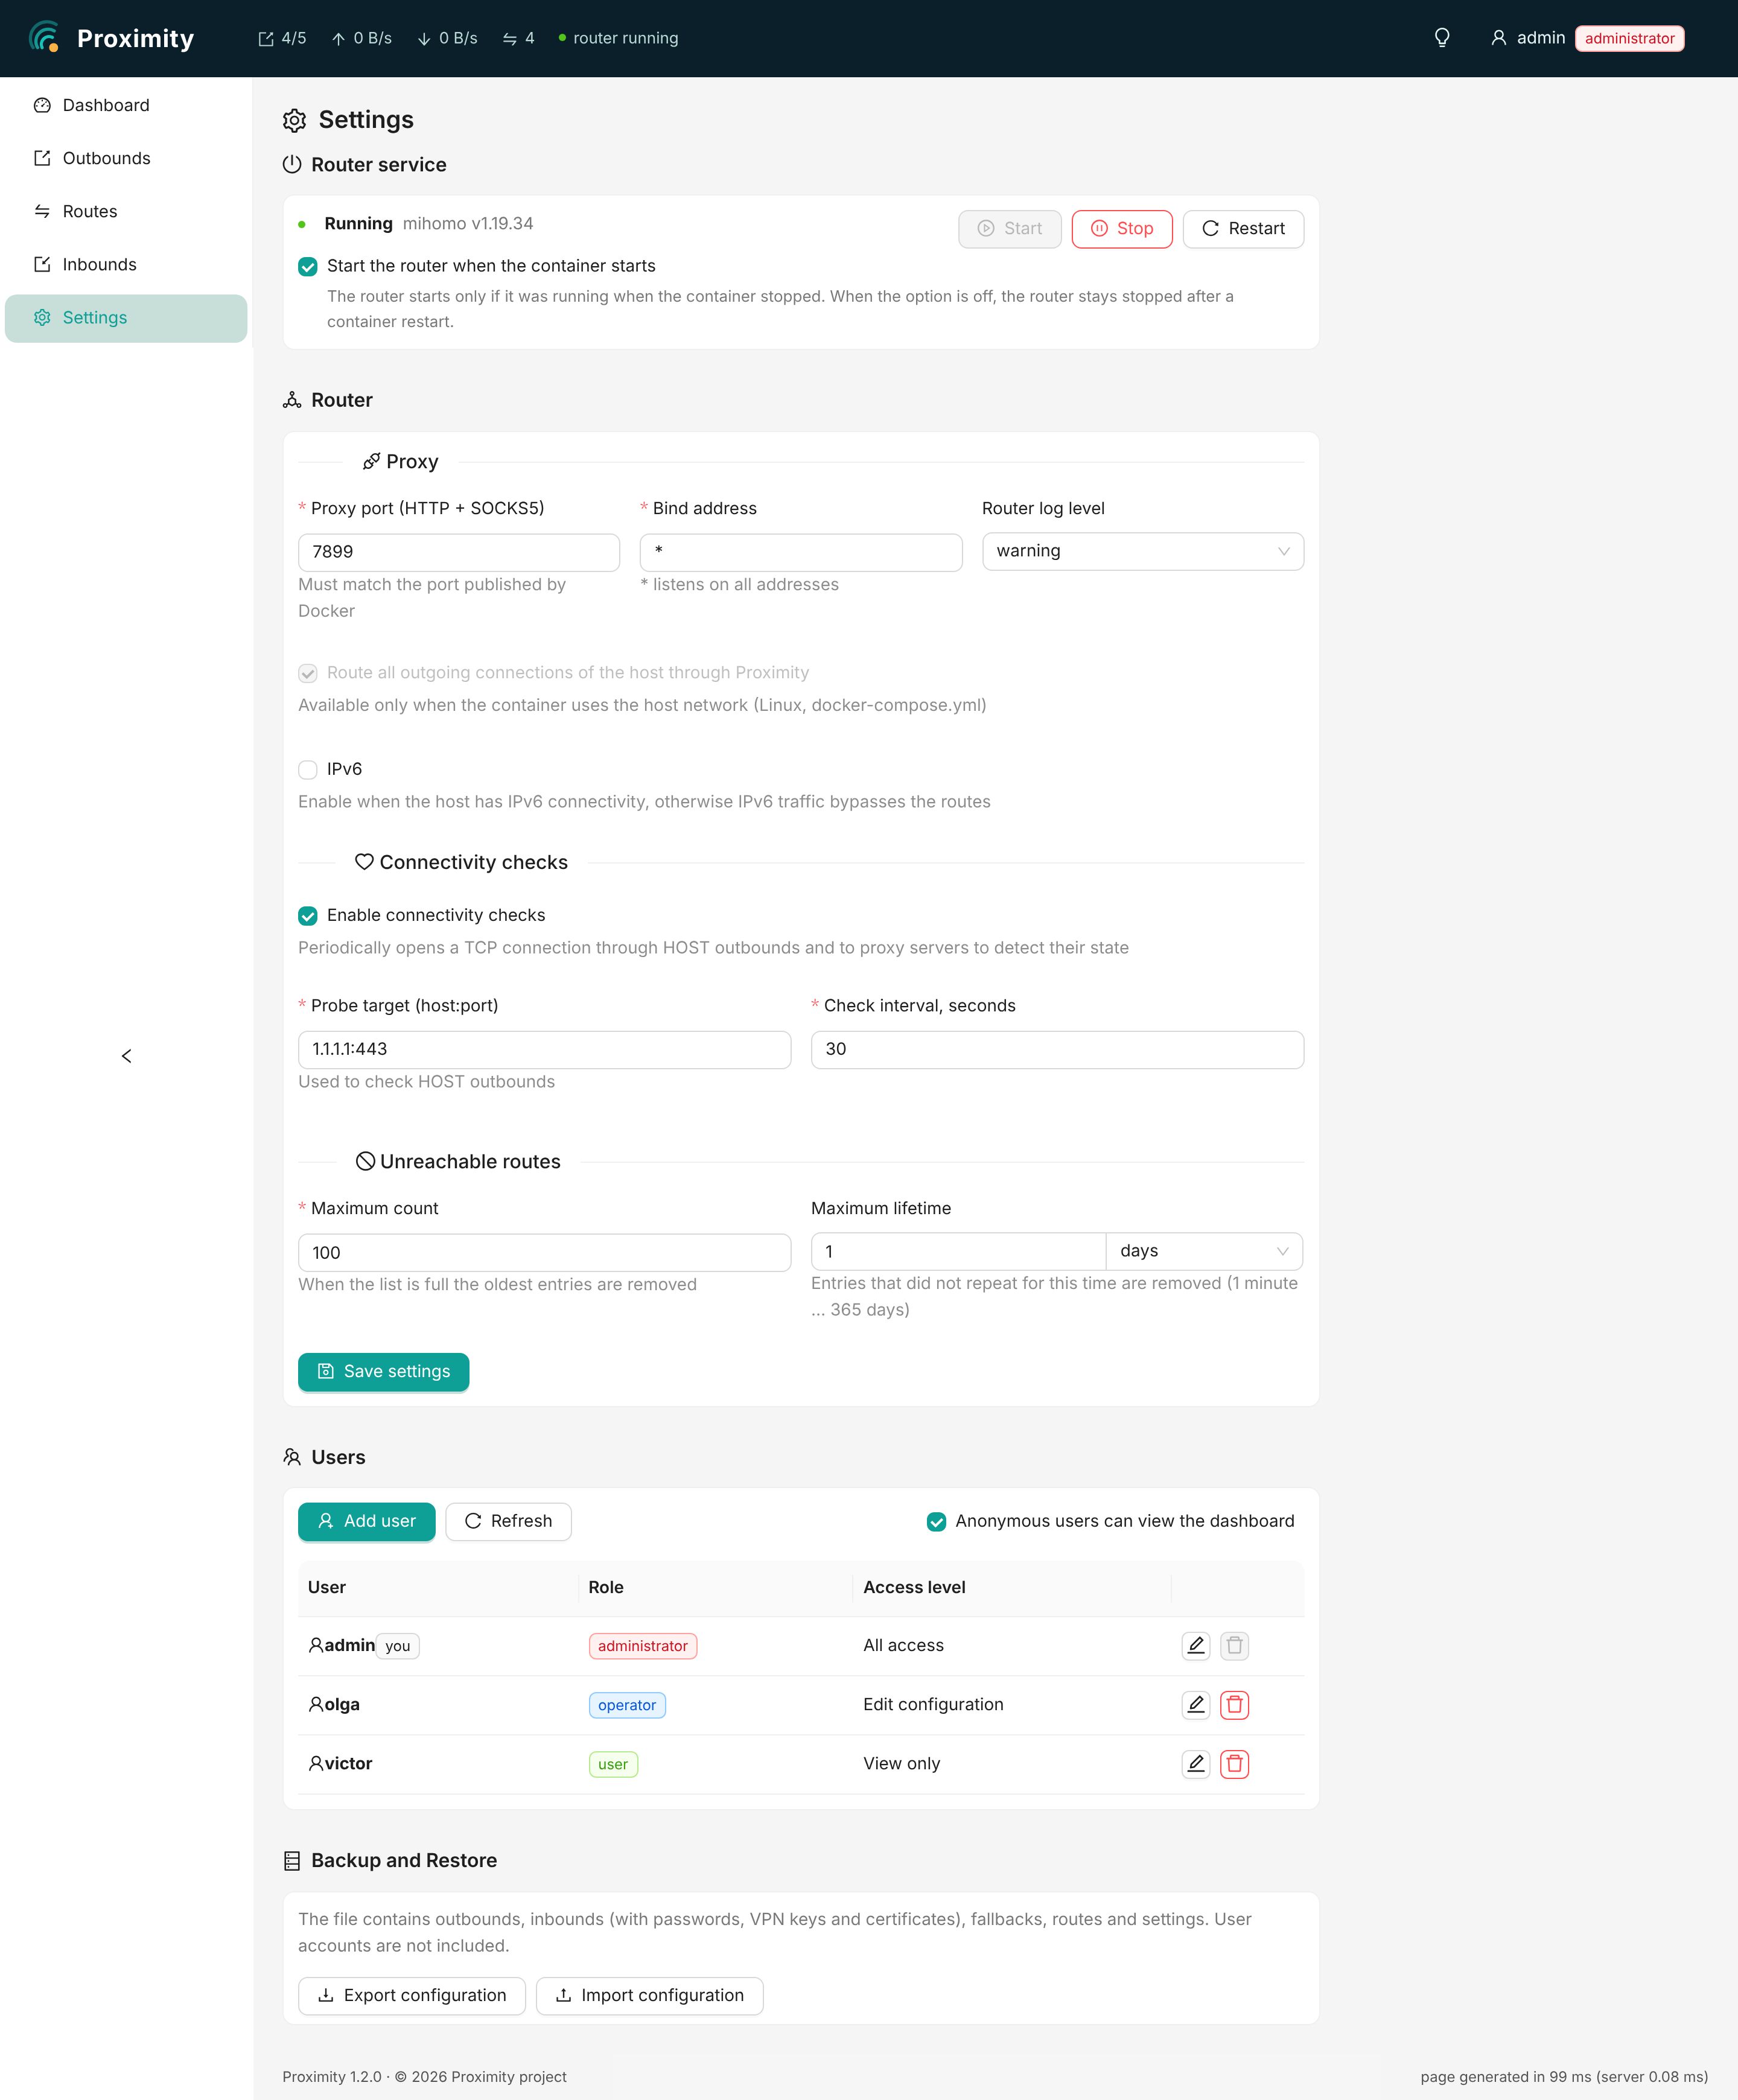 Proximity
4/5
0 B/s
0 B/s
4
router running
admin
administrator
Dashboard
Outbounds
Routes
Inbounds
Settings
Settings
Router service
Running mihomo v1.19.34
Start
Stop
Restart
Start the router when the container starts
The router starts only if it was running when the container stopped. When the option is off, the router stays stopped after a
container restart.
Router
Proxy
* Proxy port (HTTP + SOCKS5)
* Bind address
Router log level
7899
*
warning
Must match the port published by
Docker
* listens on all addresses
Route all outgoing connections of the host through Proximity
Available only when the container uses the host network (Linux, docker-compose.yml)
IPv6
Enable when the host has IPv6 connectivity, otherwise IPv6 traffic bypasses the routes
Connectivity checks
Enable connectivity checks
Periodically opens a TCP connection through HOST outbounds and to proxy servers to detect their state
* Probe target (host:port)
* Check interval, seconds
1.1.1.1:443
30
Used to check HOST outbounds
Unreachable routes
* Maximum count
Maximum lifetime
100
1
days
When the list is full the oldest entries are removed
Entries that did not repeat for this time are removed (1 minute
... 365 days)
Save settings
Users
Add user
Refresh
Anonymous users can view the dashboard
User
Role
Access level
admin you
administrator
All access
olga
operator
Edit configuration
victor
user
View only
Backup and Restore
The file contains outbounds, inbounds (with passwords, VPN keys and certificates), fallbacks, routes and settings. User
accounts are not included.
Export configuration
Import configuration
Proximity 1.2.0 · © 2026 Proximity project
page generated in 99 ms (server 0.08 ms)